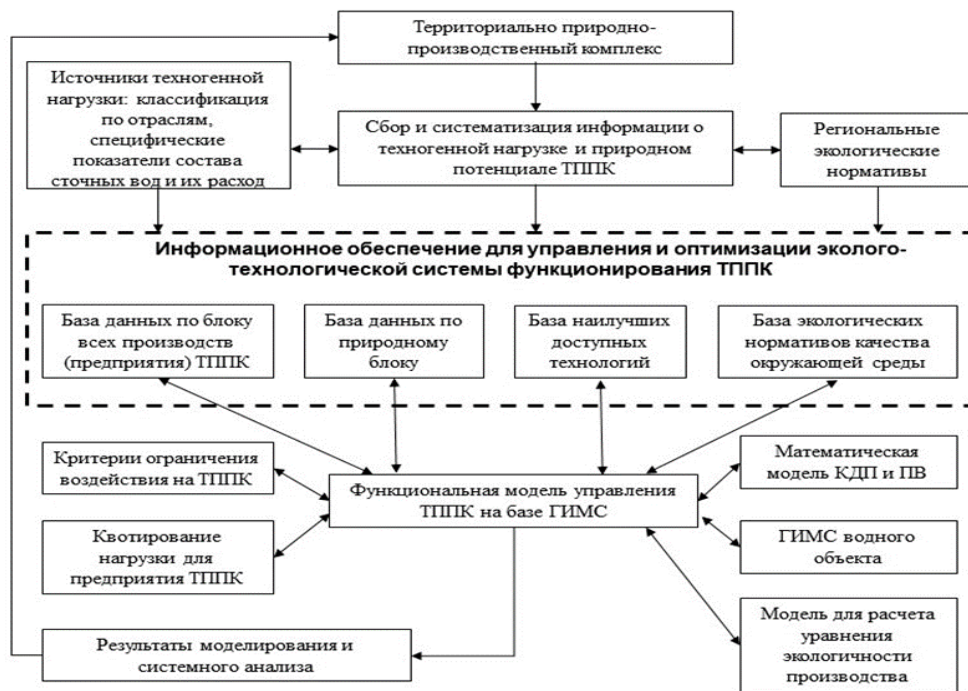 Территориально природно-
производственный комплекс
Источники техногенной
нагрузки: классификация
по отраслям,
специфические
показатели состава
сточных вод и их расход
Сбор и систематизация информации о
техногенной нагрузке и природном
потенциале ТППК
Региональные
экологические
нормативы
Информационное обеспечение для управления и оптимизации эколого-
технологической системы функционирования ТППК
База данных по блоку
всех производств
(предприятия) ТППК
База данных по
природному
блоку
База наилучших
доступных
технологий
База экологических
нормативов качества
окружающей среды
Критерии ограничения
воздействия на ТППК
Функциональная модель управления
ТППК на базе ГИМС
Математическая
модель КДП и ПВ
Квотирование
нагрузки для
предприятия ТППК
ГИМС водного
объекта
Результаты моделирования и
системного анализа
Модель для расчета
уравнения
экологичности
производства